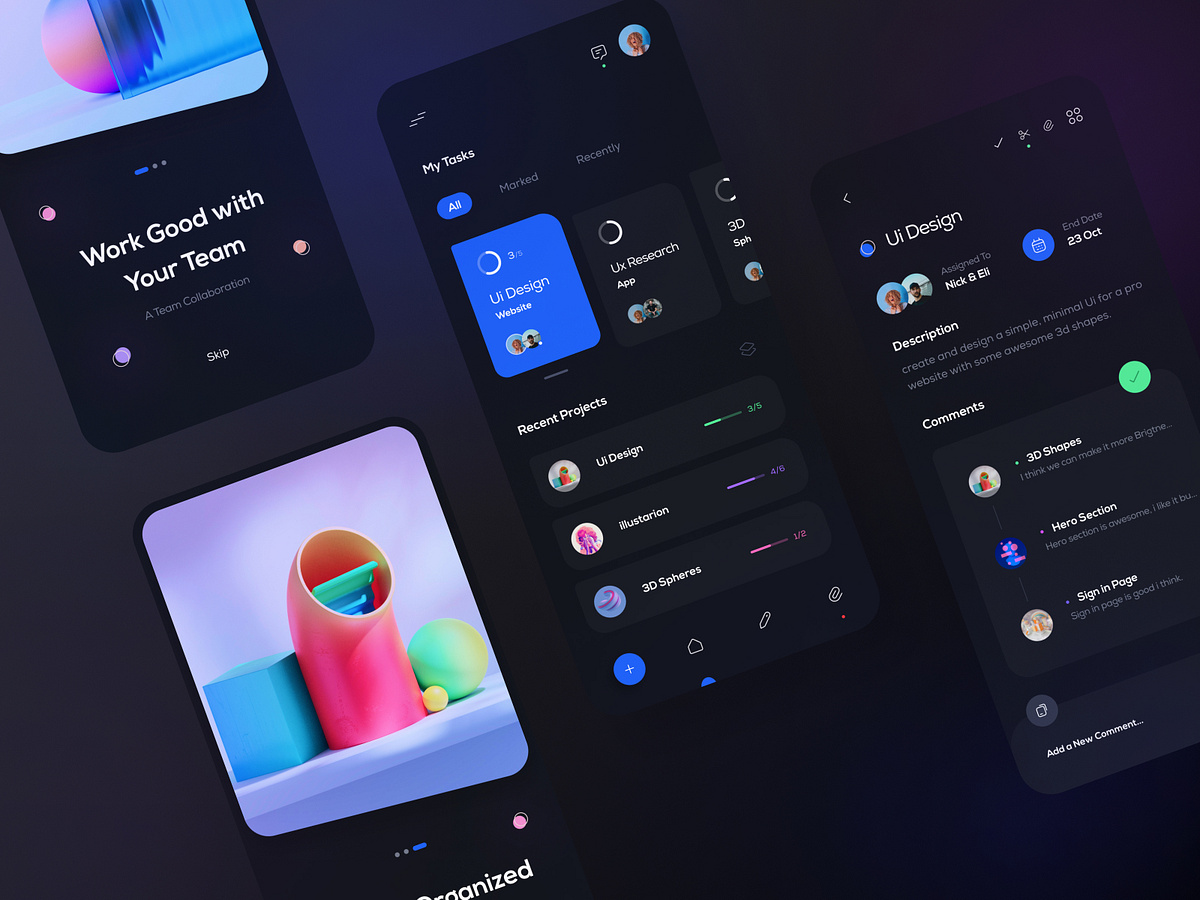 Work Good with
Your Team
A Team Collaboration
Skip
Organized
My Tasks
All
Marked
Recently
3/5
Ui Design
Website
Ux Research
App
3D
Sph
Recent Projects
Ui Design
3/5
illustarion
4/6
3D Spheres
1/2
Ui Design
Assigned To
Nick & Eli
End Date
23 Oct
Description
create and design a simple, minimal Ui for a pro
website with some awesome 3d shapes.
Comments
3D Shapes
I think we can make it more Brigtne...
Hero Section
Hero section is awesome, i like it bu...
Sign in Page
Sign in page is good i think.
Add a New Comment...